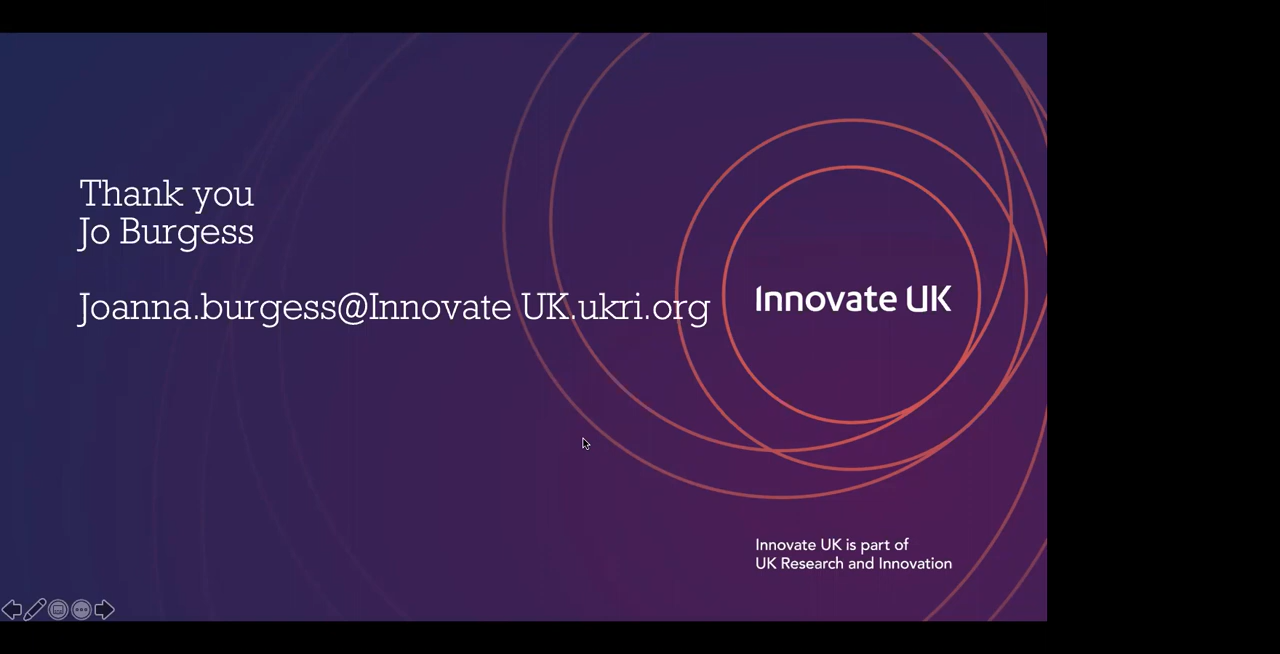 Thank you
Jo Burgess
Joanna.burgess@Innovate UK.ukri.org
Innovate UK
Innovate UK is part of
UK Research and Innovation